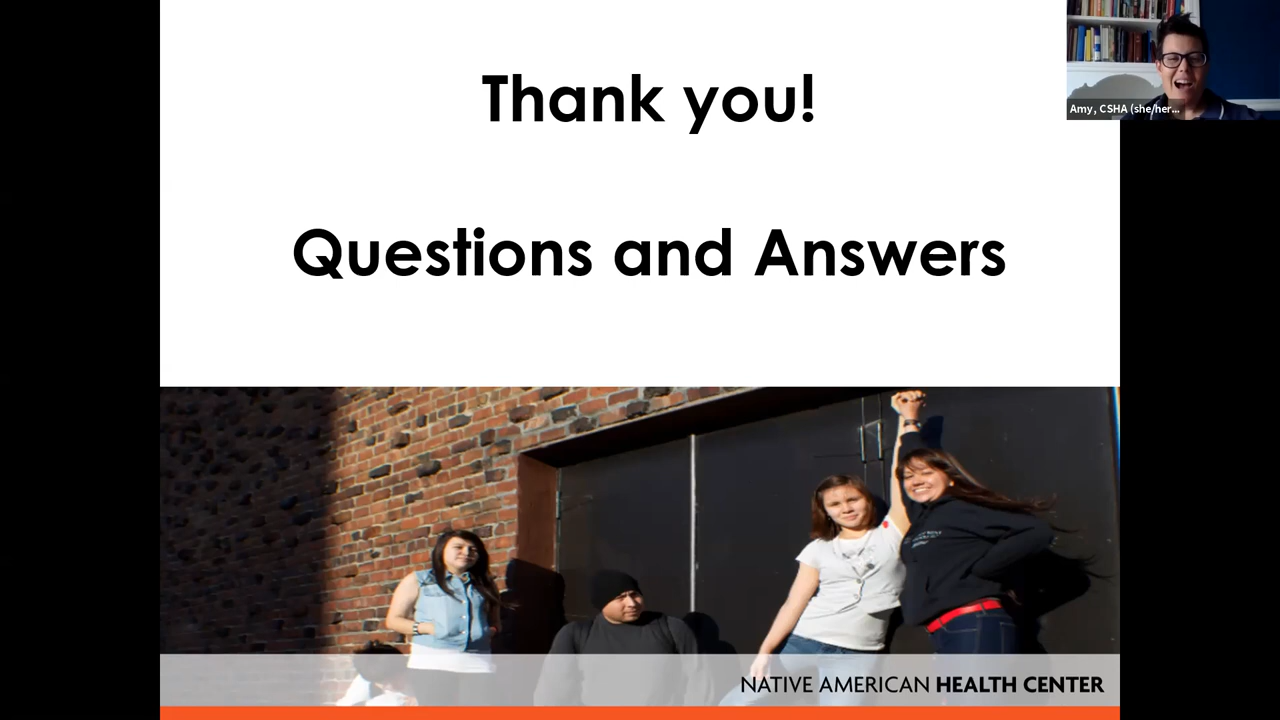 Thank you!
Amy, CSHA (she/her...
Questions and Answers
NATIVE AMERICAN HEALTH CENTER